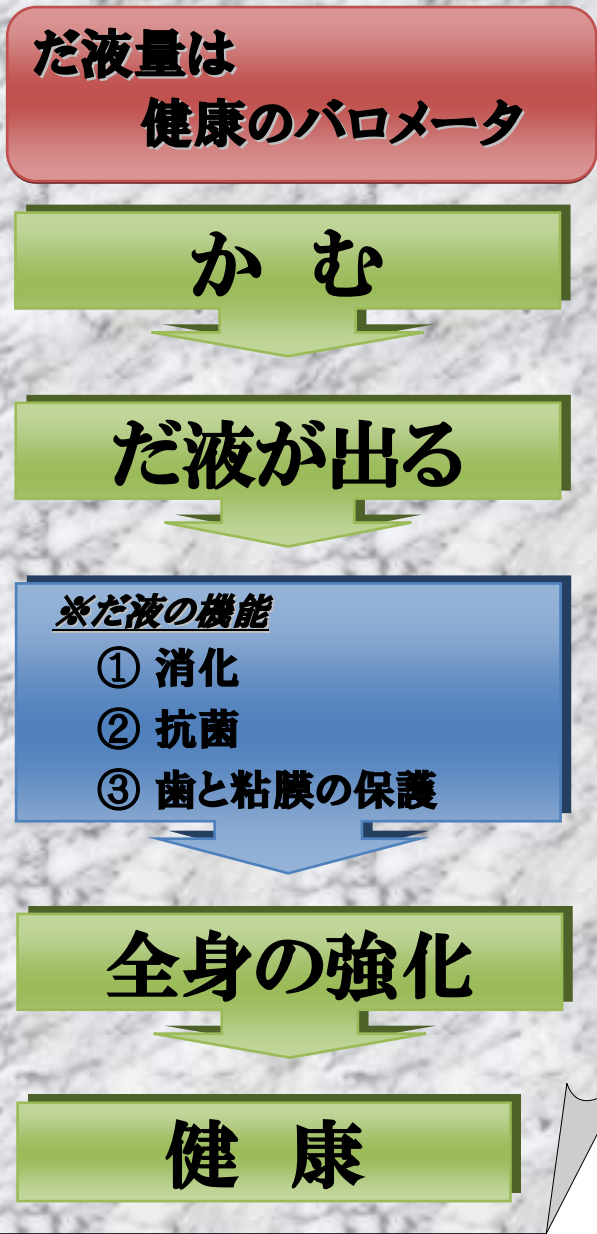 だ液量は
健康のバロメータ
か む
だ液が出る
※だ液の機能
① 消化
② 抗菌
③ 歯と粘膜の保護
全身の強化
健 康